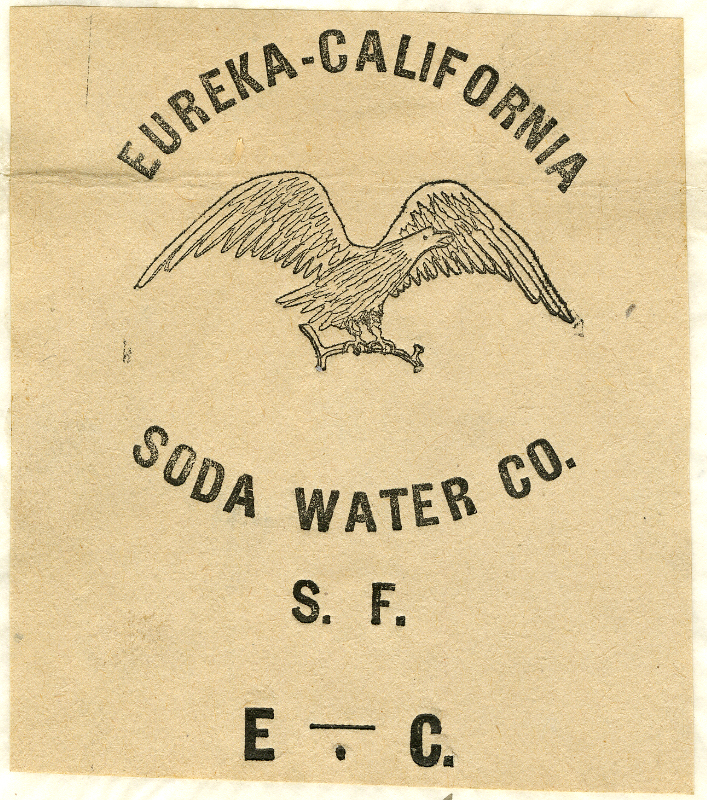 EUREKA-CALIFORNIA
SODA WATER CO.
S. F.
E — . C.